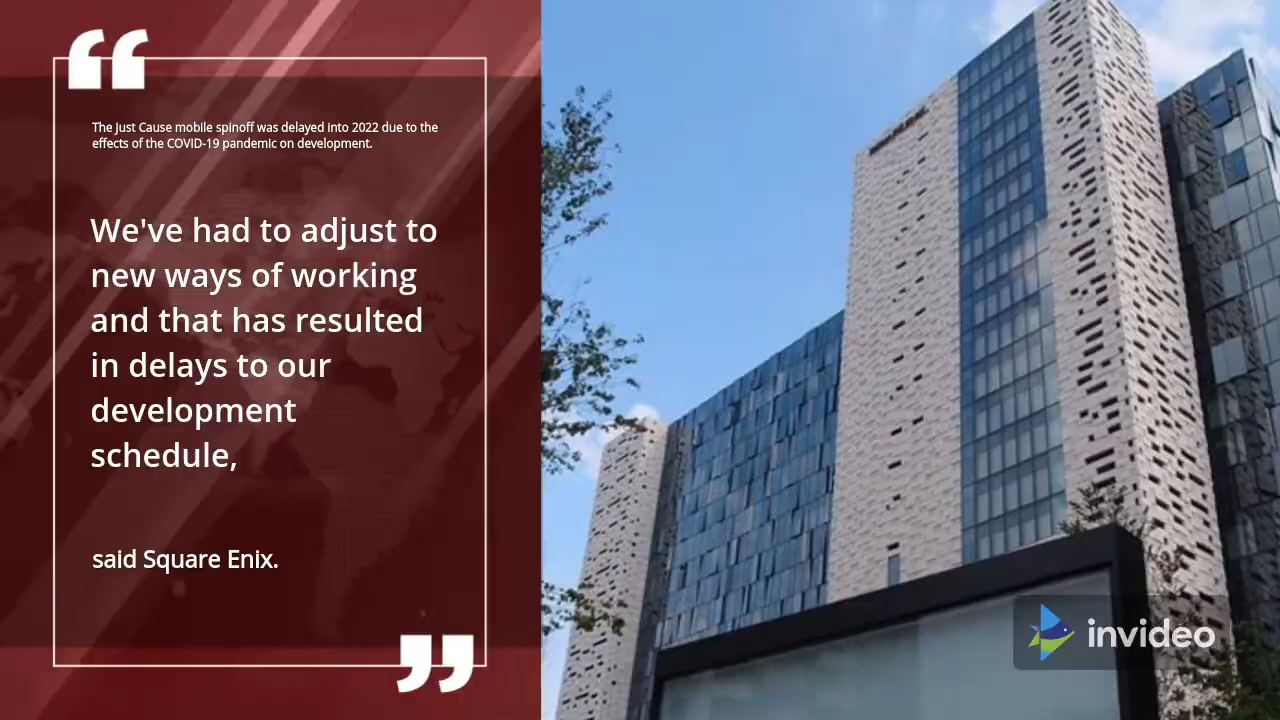 The Just Cause mobile spinoff was delayed into 2022 due to the
effects of the COVID-19 pandemic on development.
We've had to adjust to
new ways of working
and that has resulted
in delays to our
development
schedule,
said Square Enix.
invideo